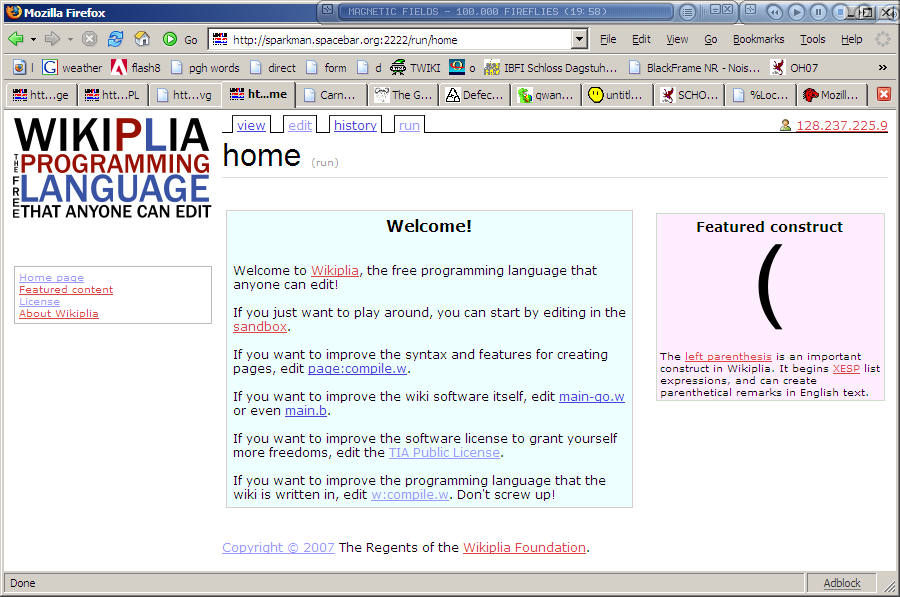 Mozilla Firefox
MAGNETIC FIELDS - 100,000 FIREFLIES (19:58)
Go
http://sparkman.spacebar.org:2222/run/home
File Edit View Go Bookmarks Tools Help
l weather flash8 pgh words direct form d TWIKI o IBFI Schloss Dagstuh... BlackFrame NR - Nois... OH07 »
htt...ge htt...PL htt...vg ht...me Carn... The G... Defec... qwan... untitl... SCHO... %Loc... Mozill...
WIKIPLIA
THE FREE
PROGRAMMING
LANGUAGE
THAT ANYONE CAN EDIT
view edit history run
128.237.225.9
home (run)
Home page
Featured content
License
About Wikiplia
Welcome!
Welcome to Wikiplia, the free programming language that
anyone can edit!
If you just want to play around, you can start by editing in the
sandbox.
If you want to improve the syntax and features for creating
pages, edit page:compile.w.
If you want to improve the wiki software itself, edit main-go.w
or even main.b.
If you want to improve the software license to grant yourself
more freedoms, edit the TIA Public License.
If you want to improve the programming language that the
wiki is written in, edit w:compile.w. Don't screw up!
Featured construct
(
The left parenthesis is an important
construct in Wikiplia. It begins XESP list
expressions, and can create
parenthetical remarks in English text.
Copyright © 2007 The Regents of the Wikiplia Foundation.
Done
Adblock